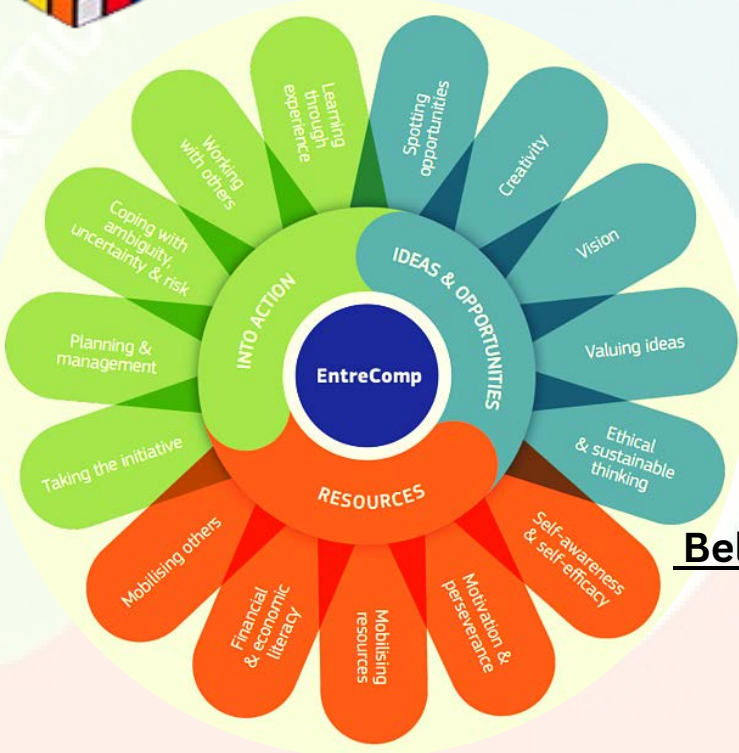 EntreComp
IDEAS & OPPORTUNITIES
Spotting
opportunities
Creativity
Vision
Valuing ideas
Ethical
& sustainable
thinking
RESOURCES
Self-awareness
& self-efficacy
Motivation &
perseverance
Mobilising
resources
Financial
& economic
literacy
Mobilising others
INTO ACTION
Taking the initiative
Planning &
management
Coping with
ambiguity,
uncertainty & risk
Working
with others
Learning
through
experience